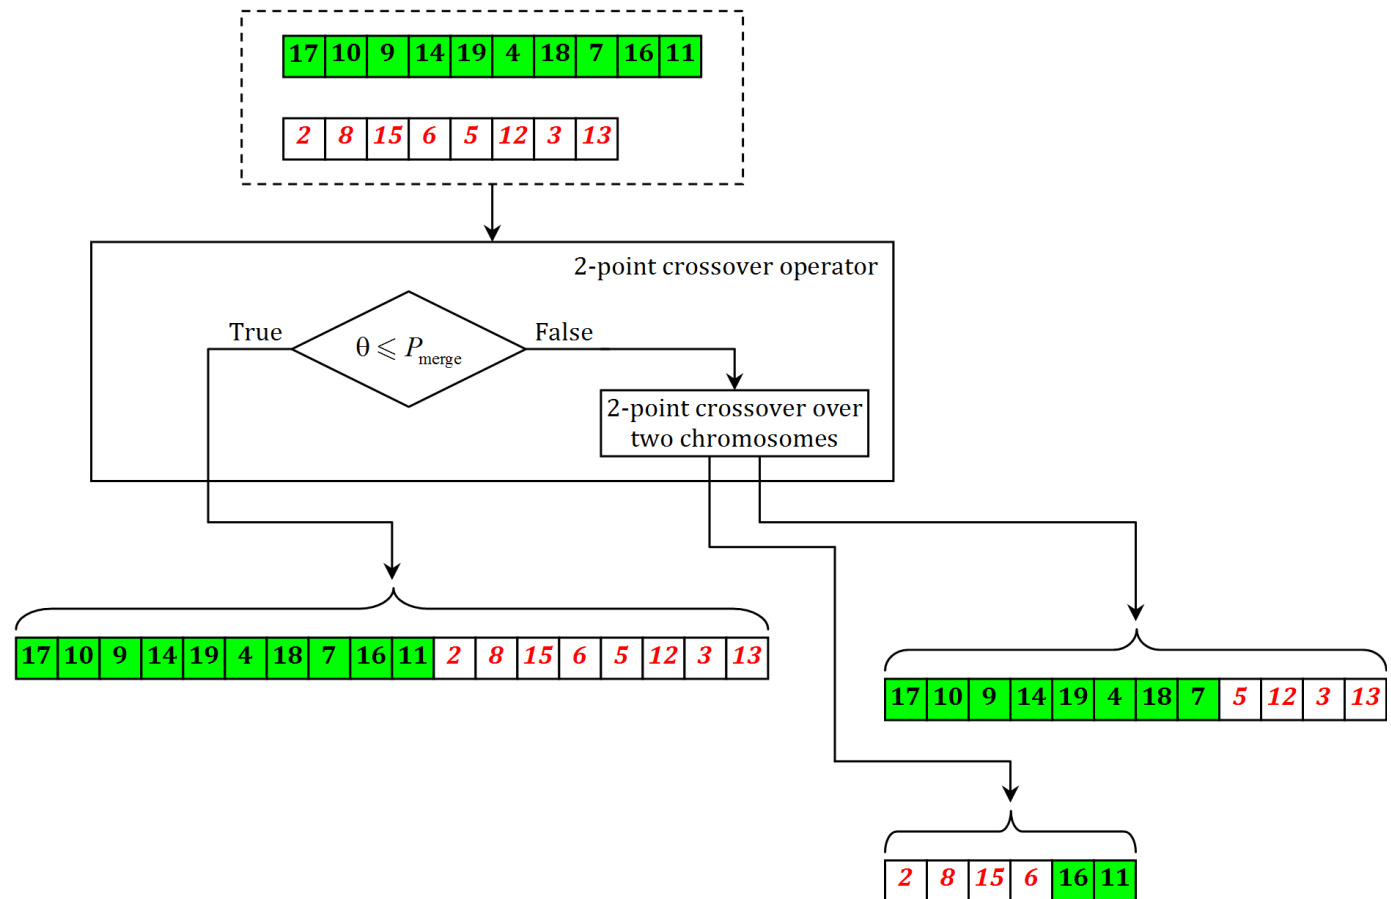 17 10 9 14 19 4 18 7 16 11
2 8 15 6 5 12 3 13
2-point crossover operator
True
θ ⩽ P_merge
False
2-point crossover over
two chromosomes
17 10 9 14 19 4 18 7 16 11 2 8 15 6 5 12 3 13
17 10 9 14 19 4 18 7 5 12 3 13
2 8 15 6 16 11